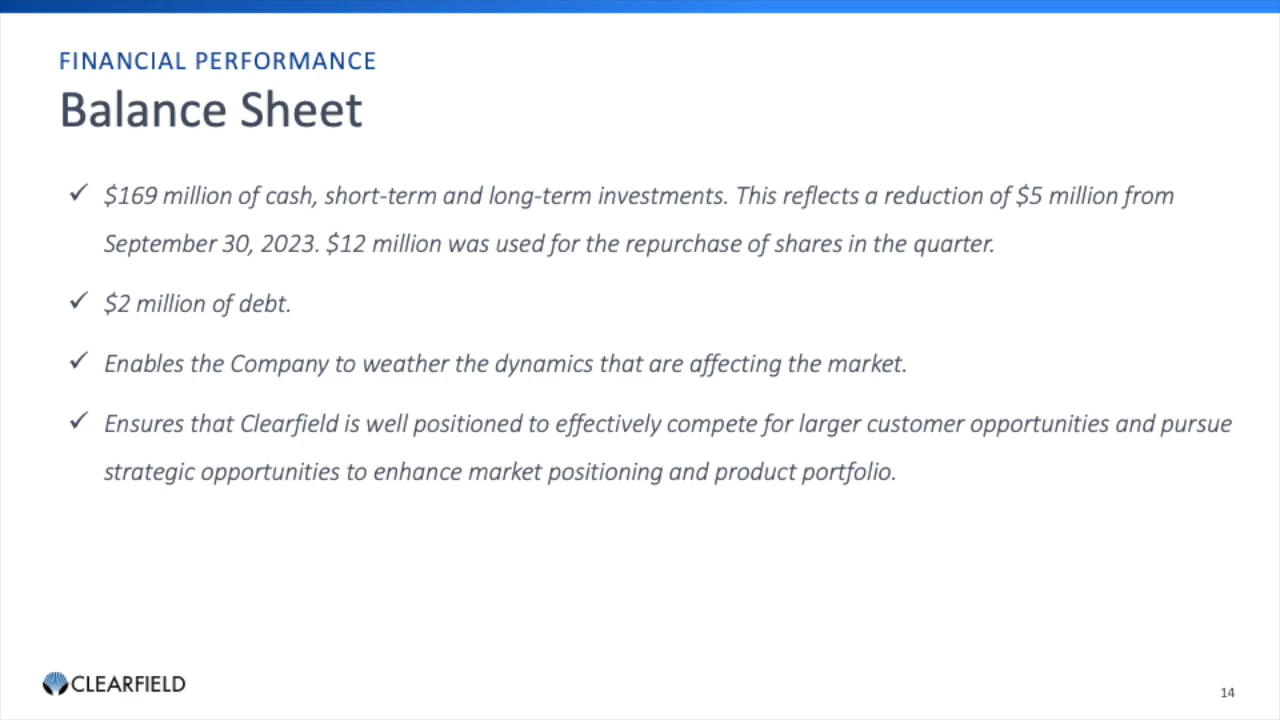 FINANCIAL PERFORMANCE
Balance Sheet
✓ $169 million of cash, short-term and long-term investments. This reflects a reduction of $5 million from
September 30, 2023. $12 million was used for the repurchase of shares in the quarter.
✓ $2 million of debt.
✓ Enables the Company to weather the dynamics that are affecting the market.
✓ Ensures that Clearfield is well positioned to effectively compete for larger customer opportunities and pursue
strategic opportunities to enhance market positioning and product portfolio.
CLEARFIELD
14